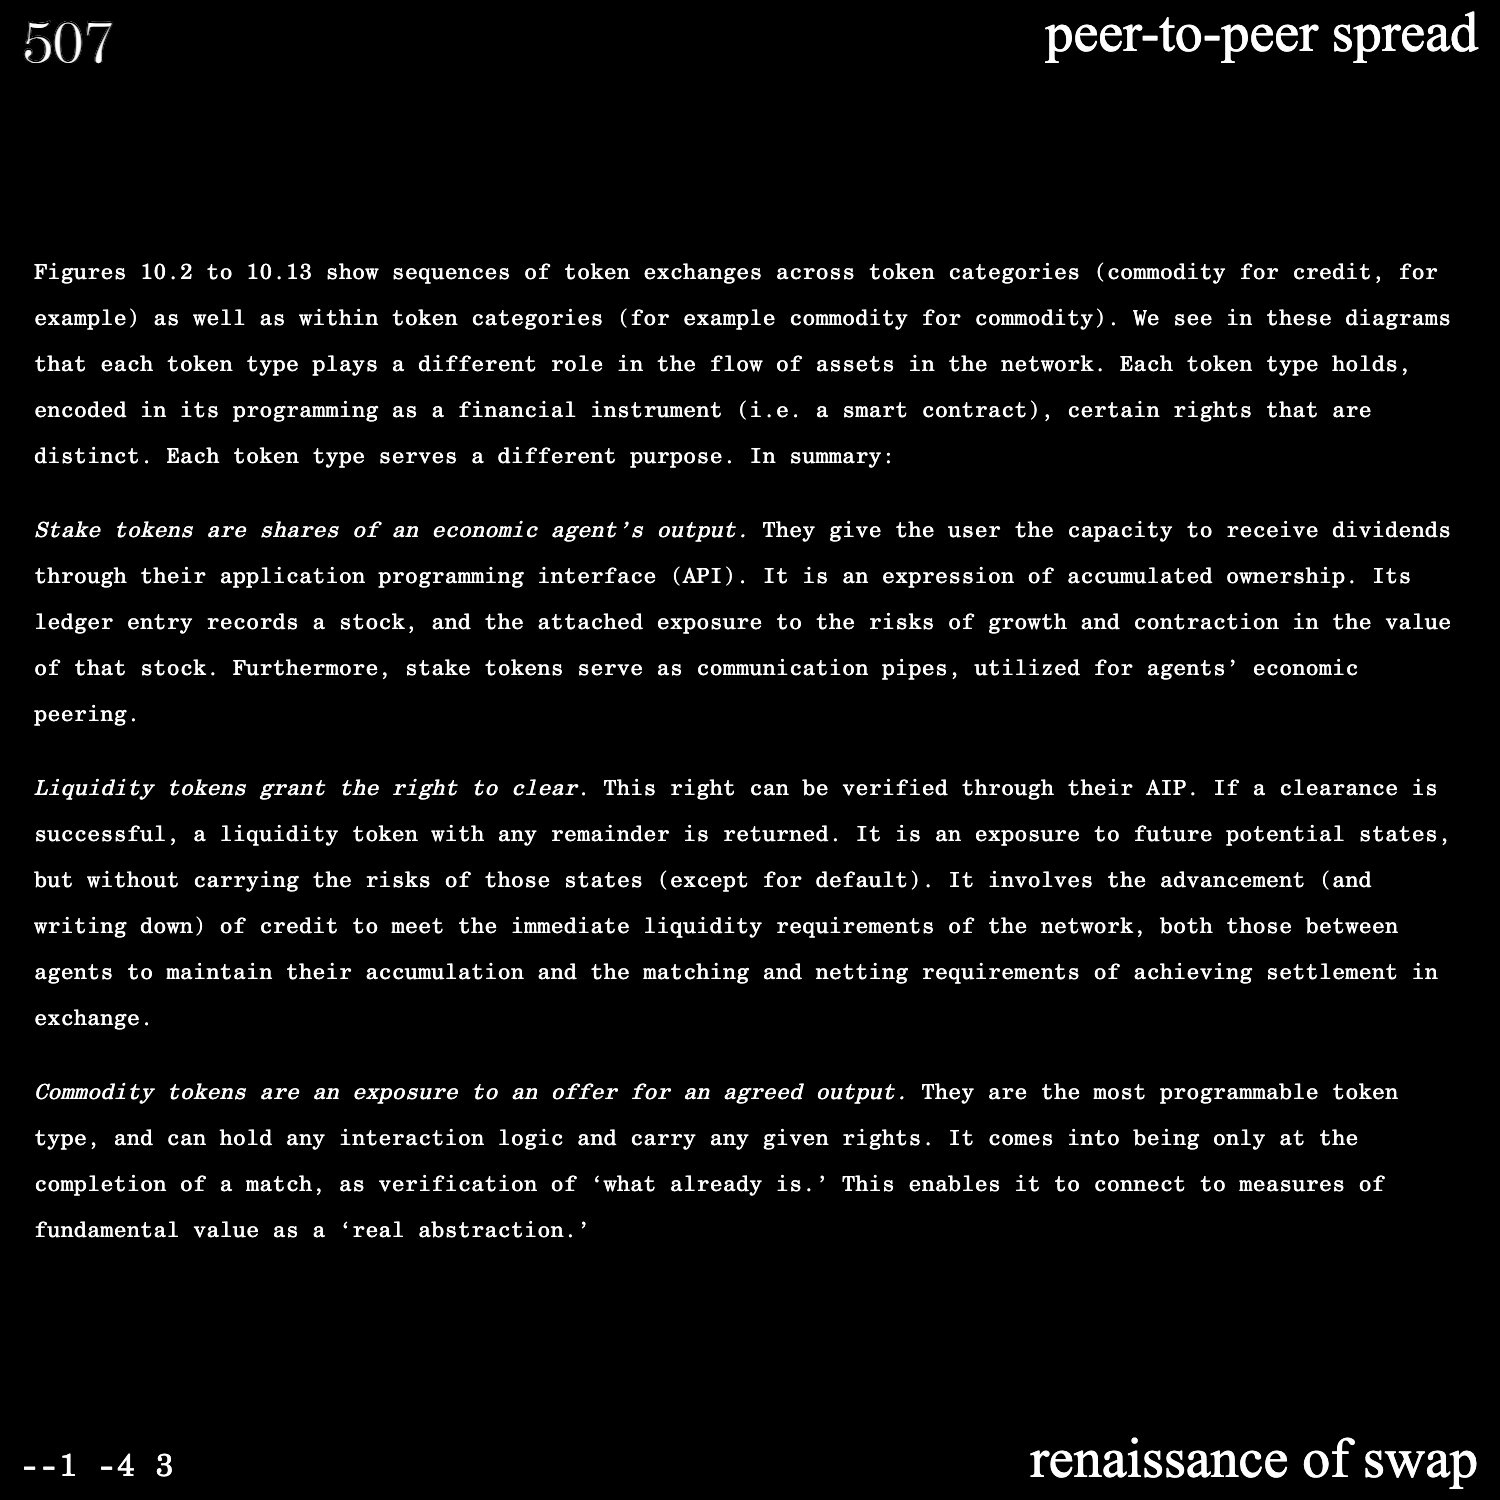 507
peer-to-peer spread
Figures 10.2 to 10.13 show sequences of token exchanges across token categories (commodity for credit, for
example) as well as within token categories (for example commodity for commodity). We see in these diagrams
that each token type plays a different role in the flow of assets in the network. Each token type holds,
encoded in its programming as a financial instrument (i.e. a smart contract), certain rights that are
distinct. Each token type serves a different purpose. In summary:
Stake tokens are shares of an economic agent’s output. They give the user the capacity to receive dividends
through their application programming interface (API). It is an expression of accumulated ownership. Its
ledger entry records a stock, and the attached exposure to the risks of growth and contraction in the value
of that stock. Furthermore, stake tokens serve as communication pipes, utilized for agents’ economic
peering.
Liquidity tokens grant the right to clear. This right can be verified through their AIP. If a clearance is
successful, a liquidity token with any remainder is returned. It is an exposure to future potential states,
but without carrying the risks of those states (except for default). It involves the advancement (and
writing down) of credit to meet the immediate liquidity requirements of the network, both those between
agents to maintain their accumulation and the matching and netting requirements of achieving settlement in
exchange.
Commodity tokens are an exposure to an offer for an agreed output. They are the most programmable token
type, and can hold any interaction logic and carry any given rights. It comes into being only at the
completion of a match, as verification of ‘what already is.’ This enables it to connect to measures of
fundamental value as a ‘real abstraction.’
--1 -4 3
renaissance of swap